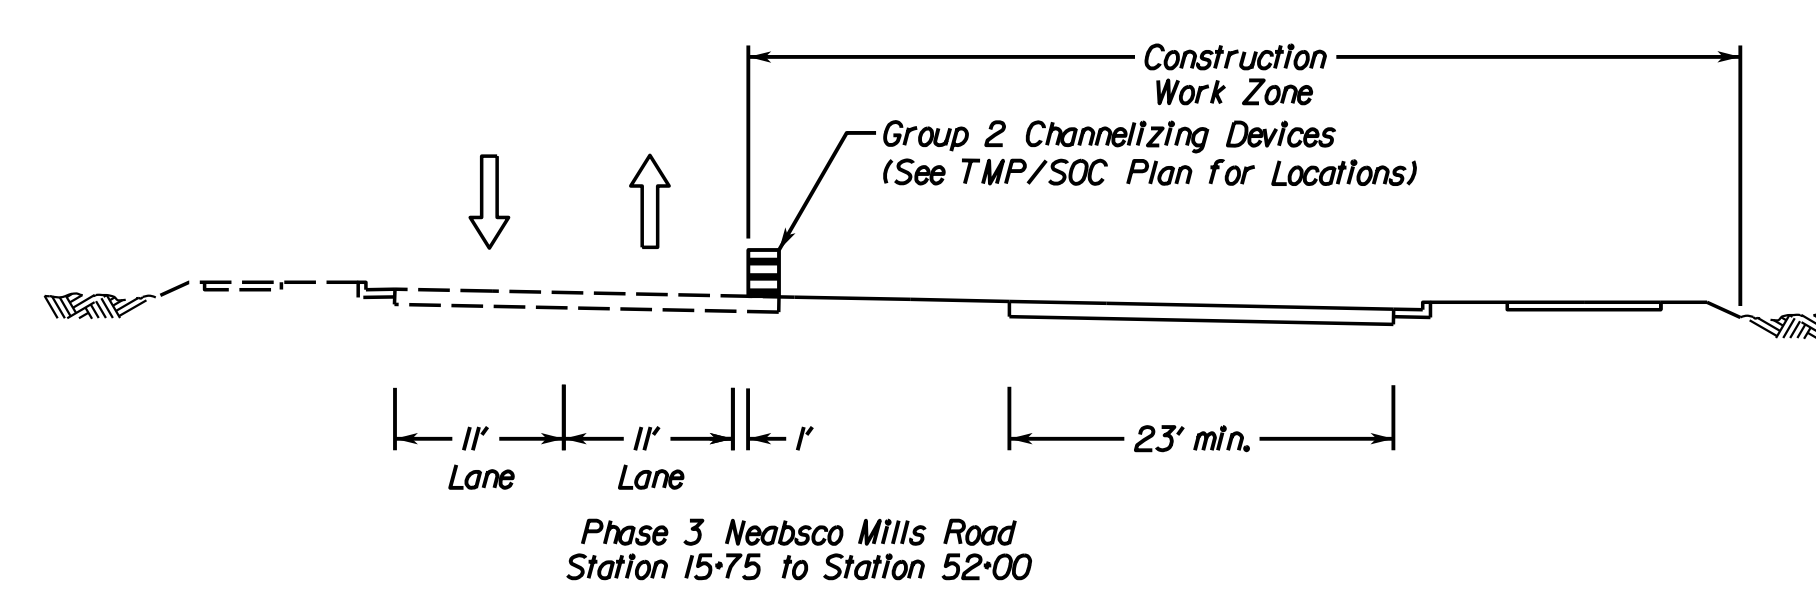 Construction
Work Zone
Group 2 Channelizing Devices
(See TMP/SOC Plan for Locations)
11' 11' 1' 23' min.
Lane Lane
Phase 3 Neabsco Mills Road
Station 15+75 to Station 52+00